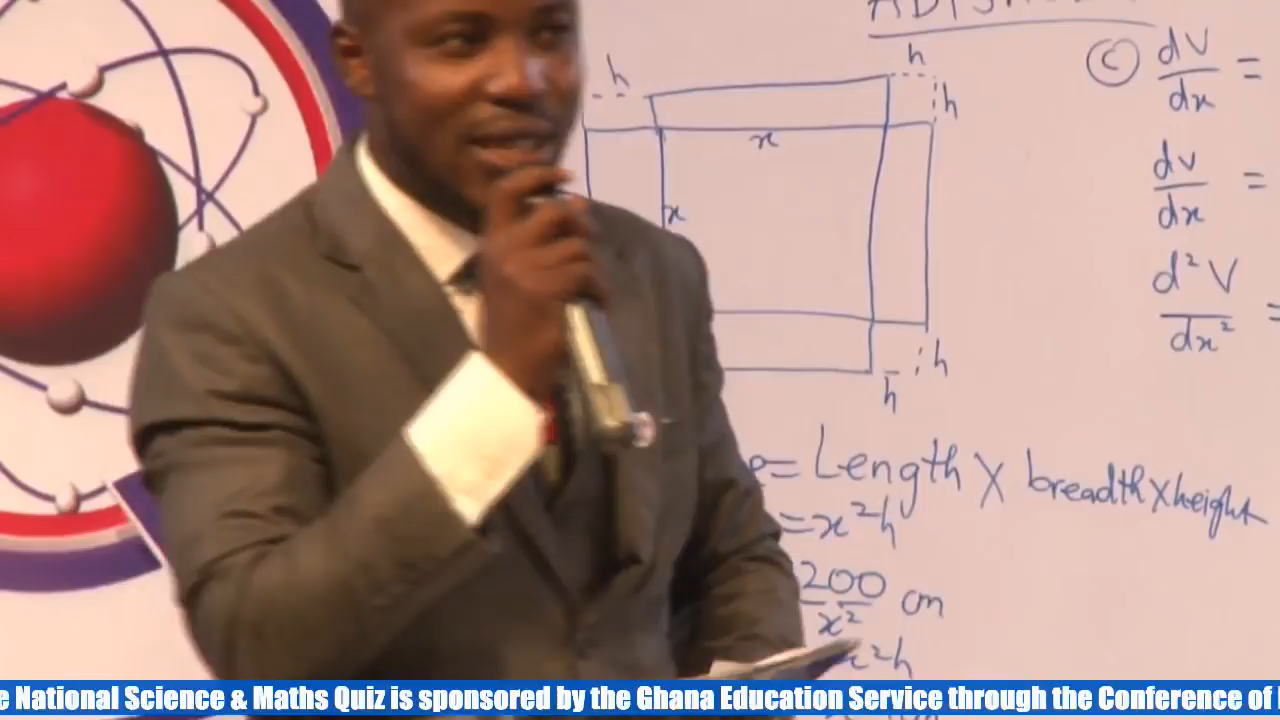 h
h
h
x
x
h
h
= Length X breadth x height
= x²h
200
x²
cm
x²h
C
dV
dx
=
dv
dx
=
d²V
dx²
=
National Science & Maths Quiz is sponsored by the Ghana Education Service through the Conference of